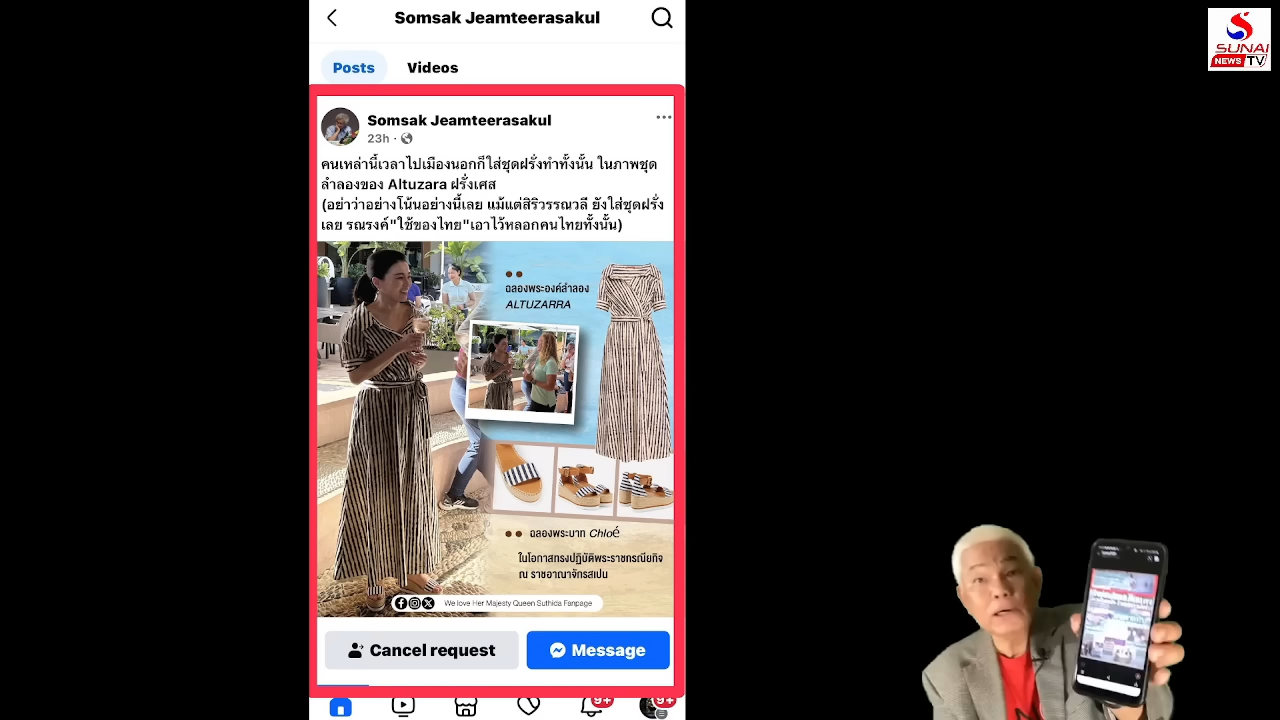 Somsak Jeamteerasakul
SUNAI
NEWS TV
Posts Videos
Somsak Jeamteerasakul
23h ·
คนเหล่านี้เวลาไปเมืองนอกก็ใส่ชุดฝรั่งทำทั้งนั้น ในภาพชุด
ลำลองของ Altuzara ฝรั่งเศส
(อย่าว่าอย่างโน้นอย่างนี้เลย แม้แต่สิริวรรณวลี ยังใส่ชุดฝรั่ง
เลย รณรงค์"ใช้ของไทย"เอาไว้หลอกคนไทยทั้งนั้น)
ฉลองพระองค์ลำลอง
ALTUZARRA
ฉลองพระบาท Chloé
ในโอกาสทรงปฏิบัติพระราชกรณียกิจ
ณ ราชอาณาจักรสเปน
We love Her Majesty Queen Suthida Fanpage
Cancel request Message
9+ 9+